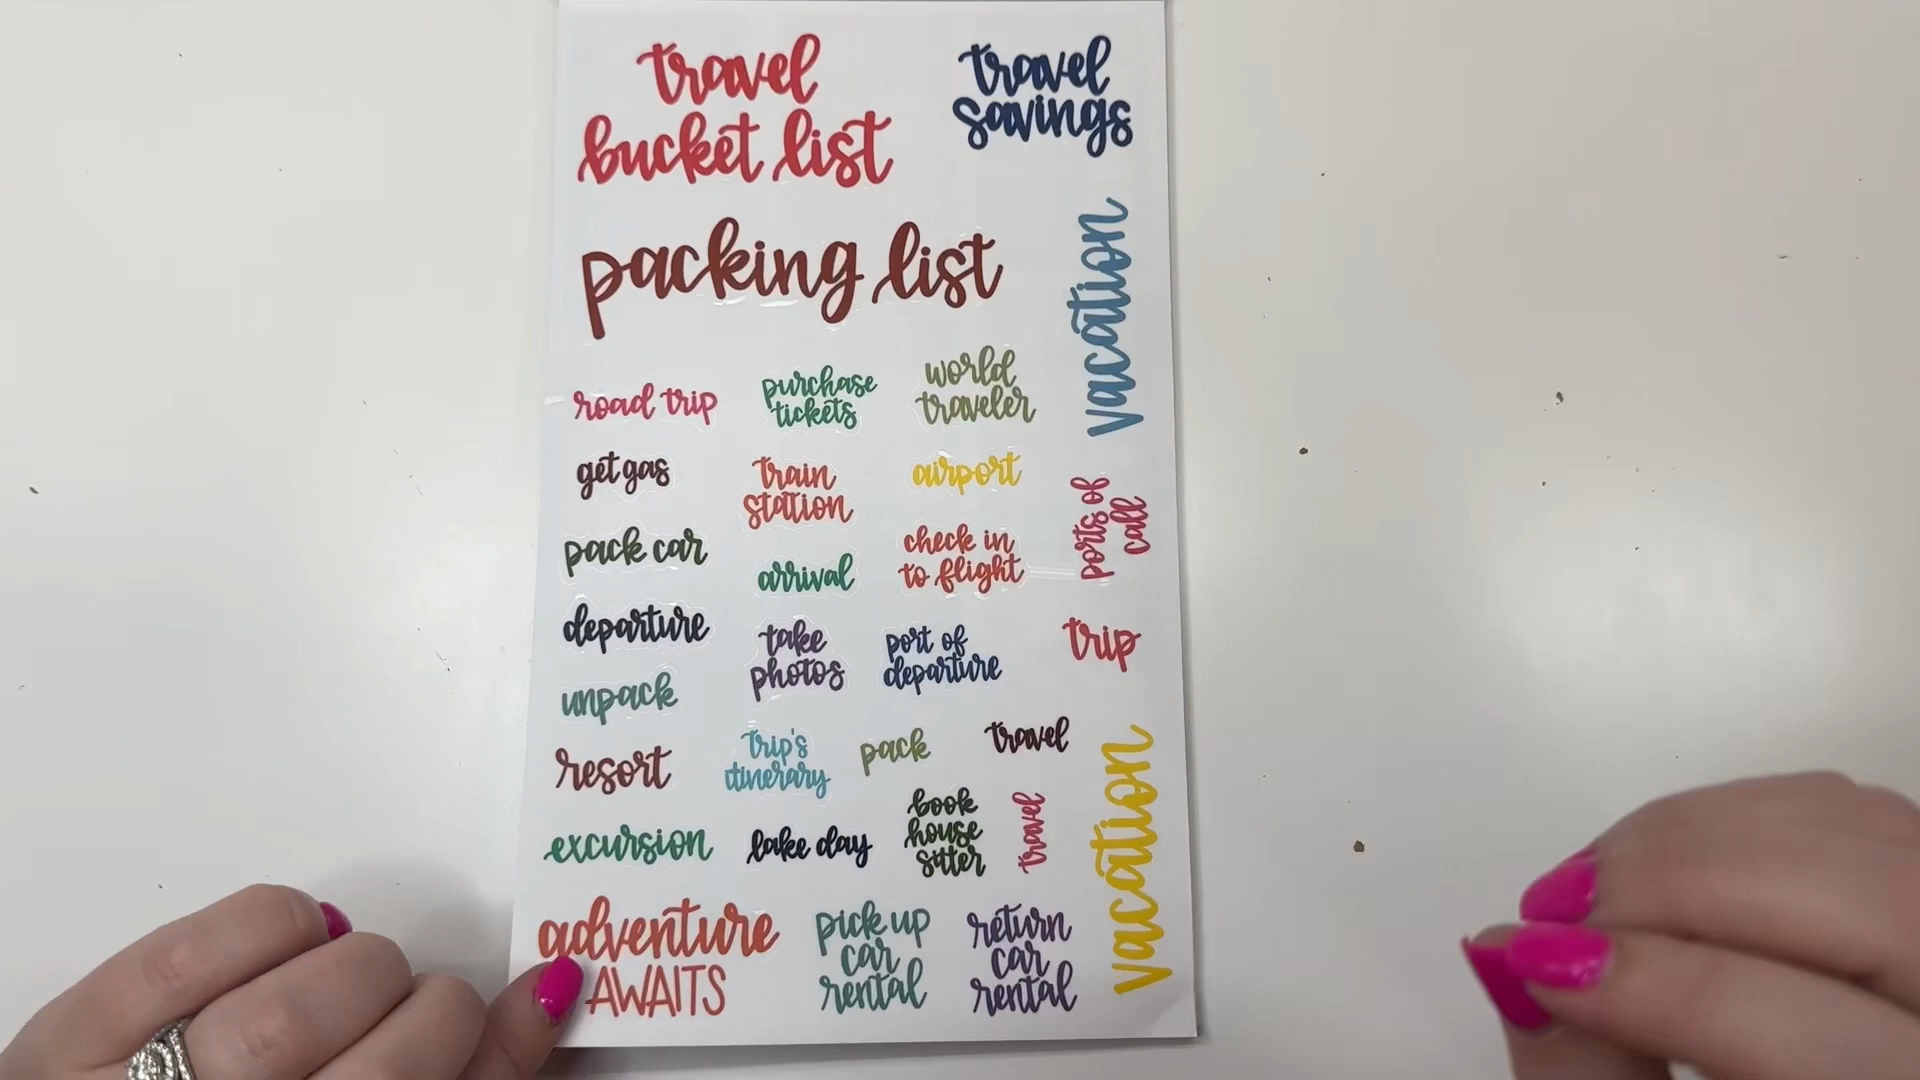 travel
bucket list
travel
savings
packing list
vacation
road trip
purchase
tickets
world
traveler
get gas
train
station
airport
ports of
call
pack car
arrival
check in
to flight
departure
take
photos
port of
departure
trip
unpack
resort
trip's
itinerary
pack
travel
vacation
excursion
lake day
book
house
sitter
travel
adventure
AWAITS
pick up
car
rental
return
car
rental